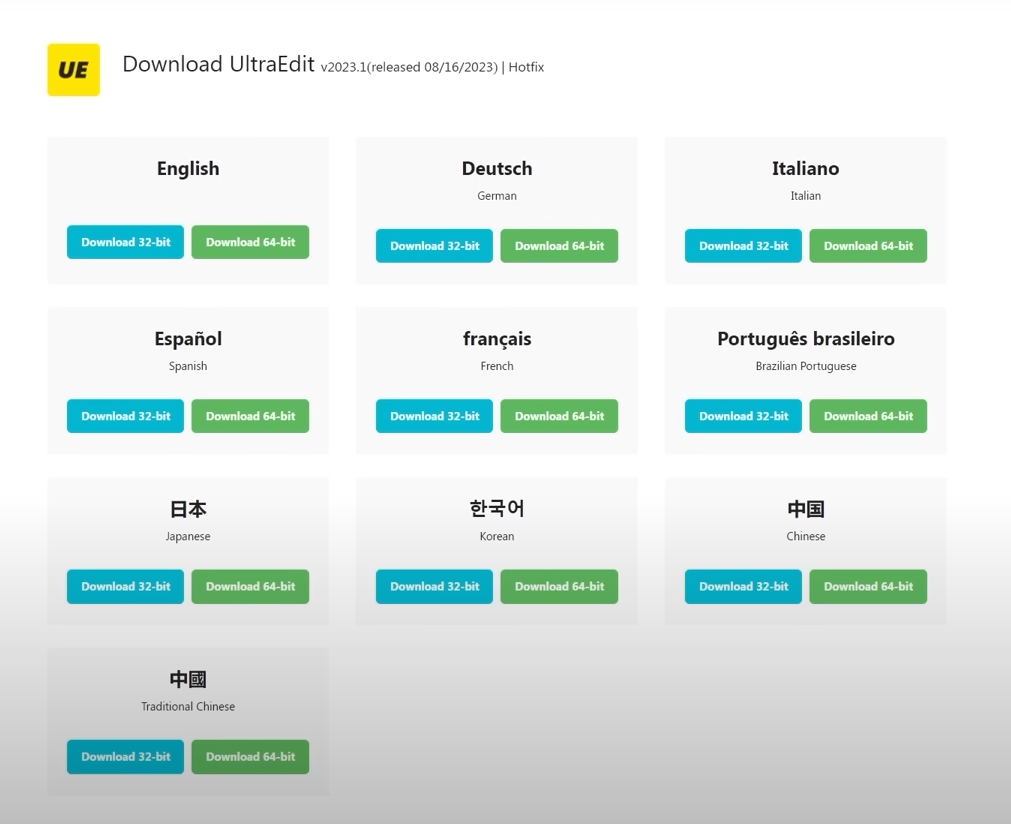 UE
Download UltraEdit v2023.1(released 08/16/2023) | Hotfix
English
Download 32-bit Download 64-bit
Deutsch
German
Download 32-bit Download 64-bit
Italiano
Italian
Download 32-bit Download 64-bit
Español
Spanish
Download 32-bit Download 64-bit
français
French
Download 32-bit Download 64-bit
Português brasileiro
Brazilian Portuguese
Download 32-bit Download 64-bit
日本
Japanese
Download 32-bit Download 64-bit
한국어
Korean
Download 32-bit Download 64-bit
中国
Chinese
Download 32-bit Download 64-bit
中國
Traditional Chinese
Download 32-bit Download 64-bit